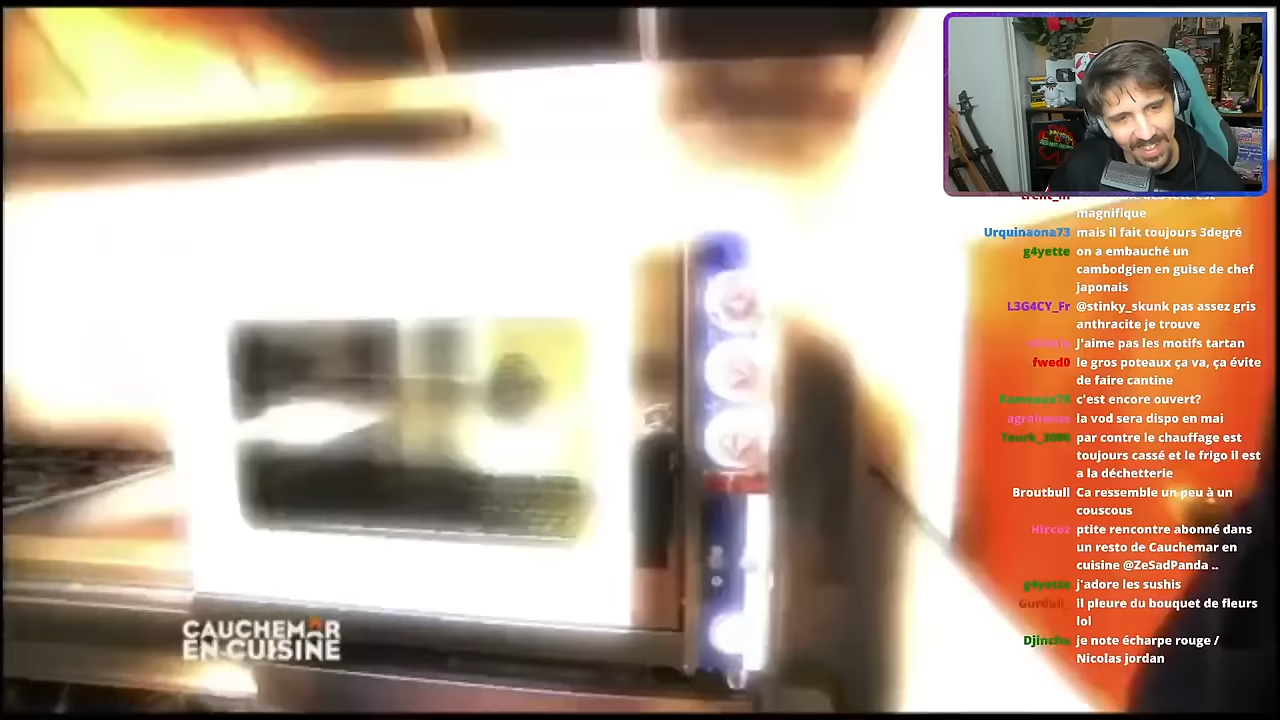 CAUCHEMAR
EN CUISINE
magnifique
Urquinaona73 mais il fait toujours 3degré
g4yette on a embauché un
cambodgien en guise de chef
japonais
L3G4CY_Fr @stinky_skunk pas assez gris
anthracite je trouve
J'aime pas les motifs tartan
fwed0 le gros poteaux ça va, ça évite
de faire cantine
c'est encore ouvert?
la vod sera dispo en mai
par contre le chauffage est
toujours cassé et le frigo il est
a la déchetterie
Broutbull Ca ressemble un peu à un
couscous
Hiccoz ptite rencontre abonné dans
un resto de Cauchemar en
cuisine @ZeSadPanda ..
g4yette j'adore les sushis
il pleure du bouquet de fleurs
lol
Djinchu je note écharpe rouge /
Nicolas jordan